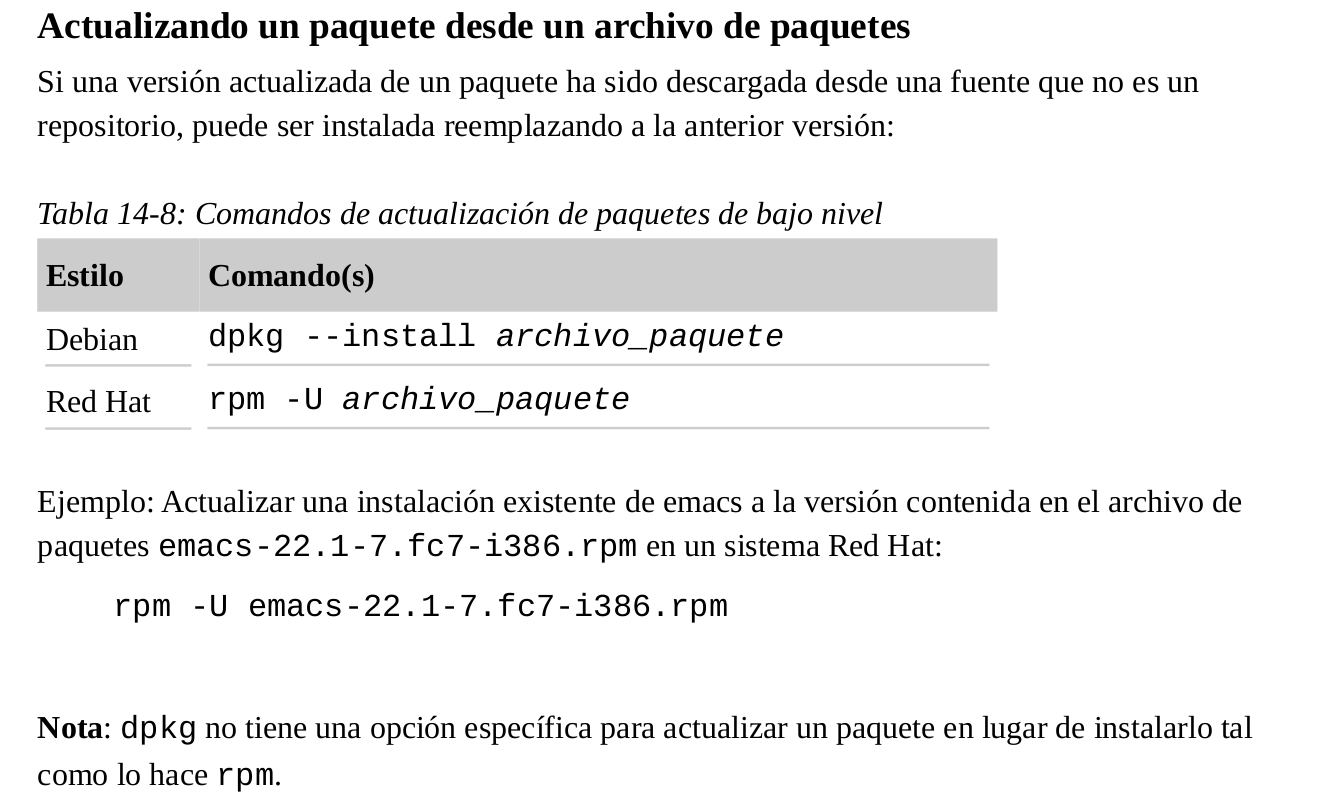 Actualizando un paquete desde un archivo de paquetes
Si una versión actualizada de un paquete ha sido descargada desde una fuente que no es un
repositorio, puede ser instalada reemplazando a la anterior versión:
Tabla 14-8: Comandos de actualización de paquetes de bajo nivel
Estilo Comando(s)
Debian dpkg --install archivo_paquete
Red Hat rpm -U archivo_paquete
Ejemplo: Actualizar una instalación existente de emacs a la versión contenida en el archivo de
paquetes emacs-22.1-7.fc7-i386.rpm en un sistema Red Hat:
rpm -U emacs-22.1-7.fc7-i386.rpm
Nota: dpkg no tiene una opción específica para actualizar un paquete en lugar de instalarlo tal
como lo hace rpm.